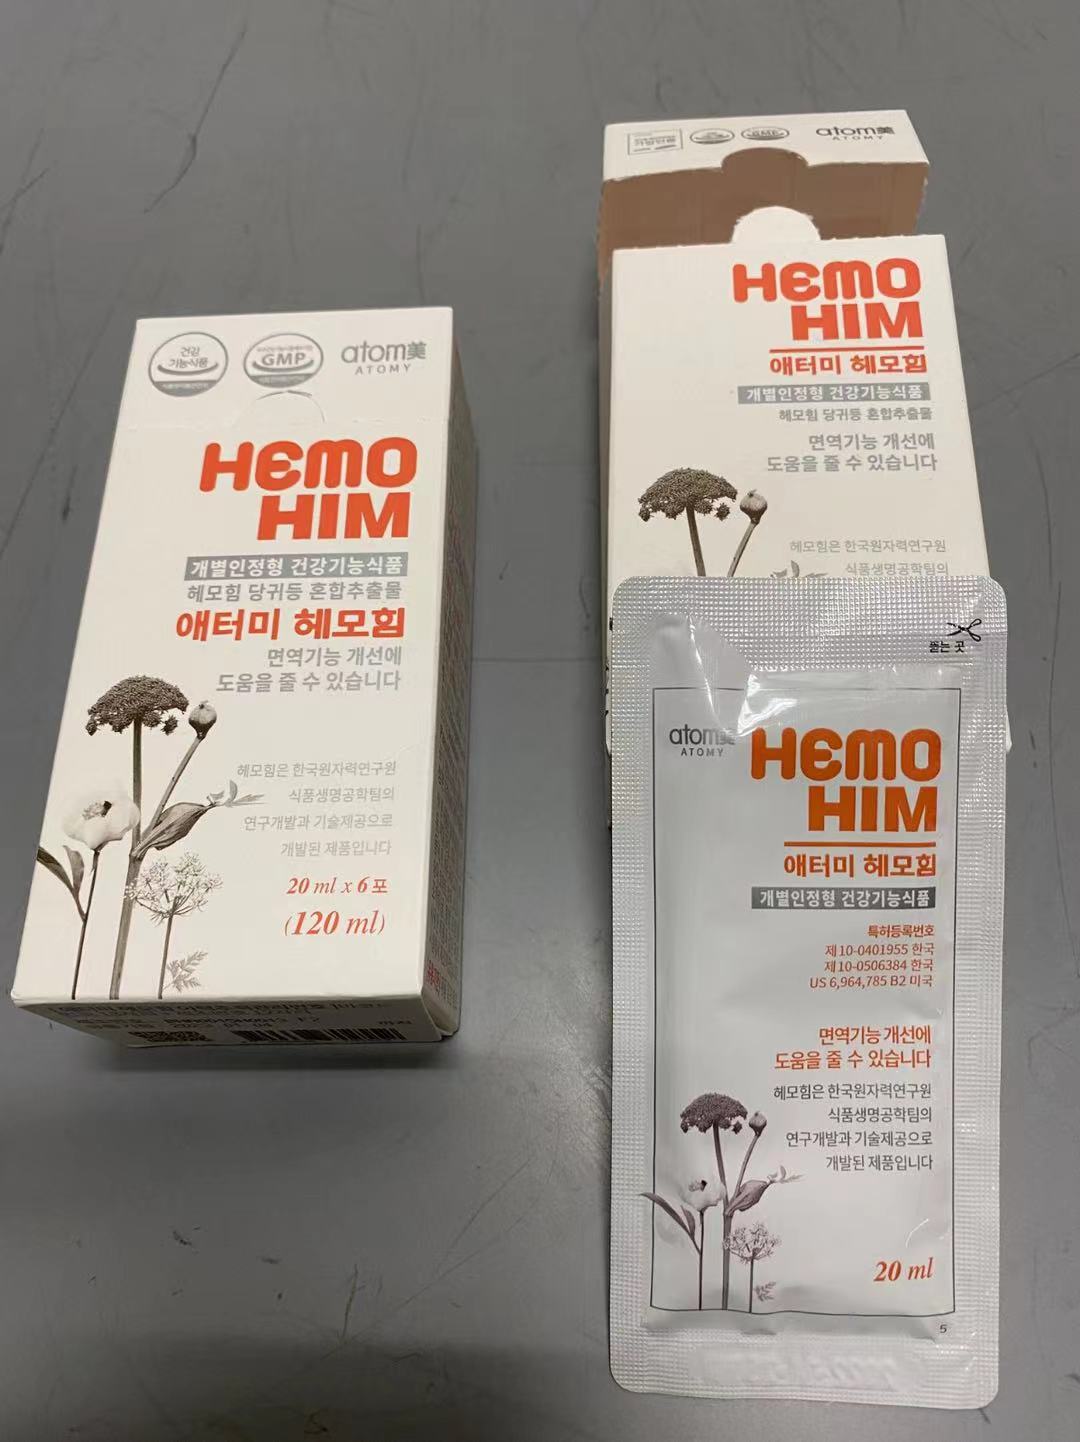 건강
기능식품
GMP
atom美
ATOMY
HEMO
HIM
개별인정형 건강기능식품
헤모힘 당귀등 혼합추출물
애터미 헤모힘
면역기능 개선에
도움을 줄 수 있습니다
헤모힘은 한국원자력연구원
식품생명공학팀의
연구개발과 기술제공으로
개발된 제품입니다
20 ml x 6포
(120 ml)
까지
GMP
atom美
ATOMY
HEMO
HIM
애터미 헤모힘
개별인정형 건강기능식품
헤모힘 당귀등 혼합추출물
면역기능 개선에
도움을 줄 수 있습니다
헤모힘은 한국원자력연구원
식품생명공학팀의
뜯는 곳
atom美
ATOMY
HEMO
HIM
애터미 헤모힘
개별인정형 건강기능식품
특허등록번호
제10-0401955 한국
제10-0506384 한국
US 6,964,785 B2 미국
면역기능 개선에
도움을 줄 수 있습니다
헤모힘은 한국원자력연구원
식품생명공학팀의
연구개발과 기술제공으로
개발된 제품입니다
20 ml
5